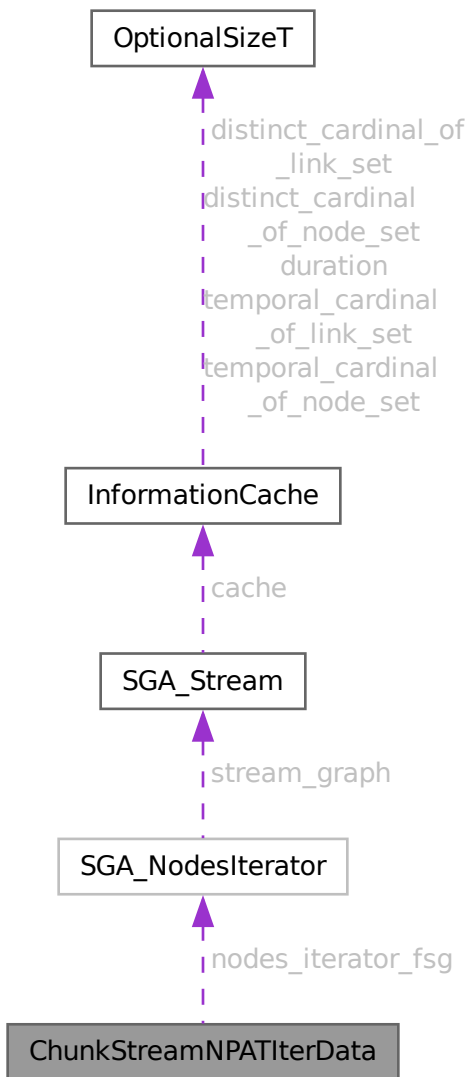 OptionalSizeT
distinct_cardinal_of
_link_set
distinct_cardinal
_of_node_set
duration
temporal_cardinal
_of_link_set
temporal_cardinal
_of_node_set
InformationCache
cache
SGA_Stream
stream_graph
SGA_NodesIterator
nodes_iterator_fsg
ChunkStreamNPATIterData